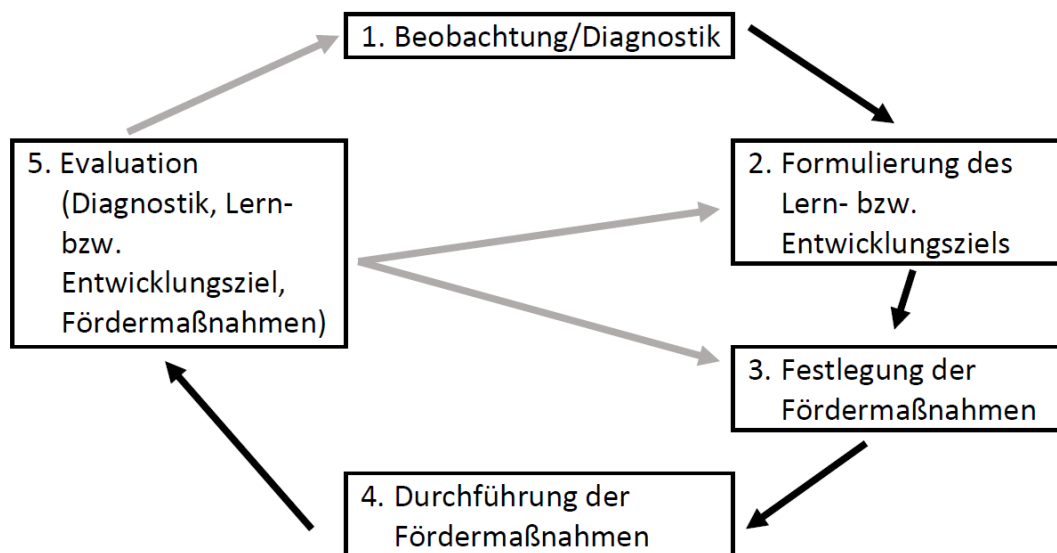 1. Beobachtung/Diagnostik
2. Formulierung des
Lern- bzw.
Entwicklungsziels
3. Festlegung der
Fördermaßnahmen
4. Durchführung der
Fördermaßnahmen
5. Evaluation
(Diagnostik, Lern-
bzw.
Entwicklungsziel,
Fördermaßnahmen)